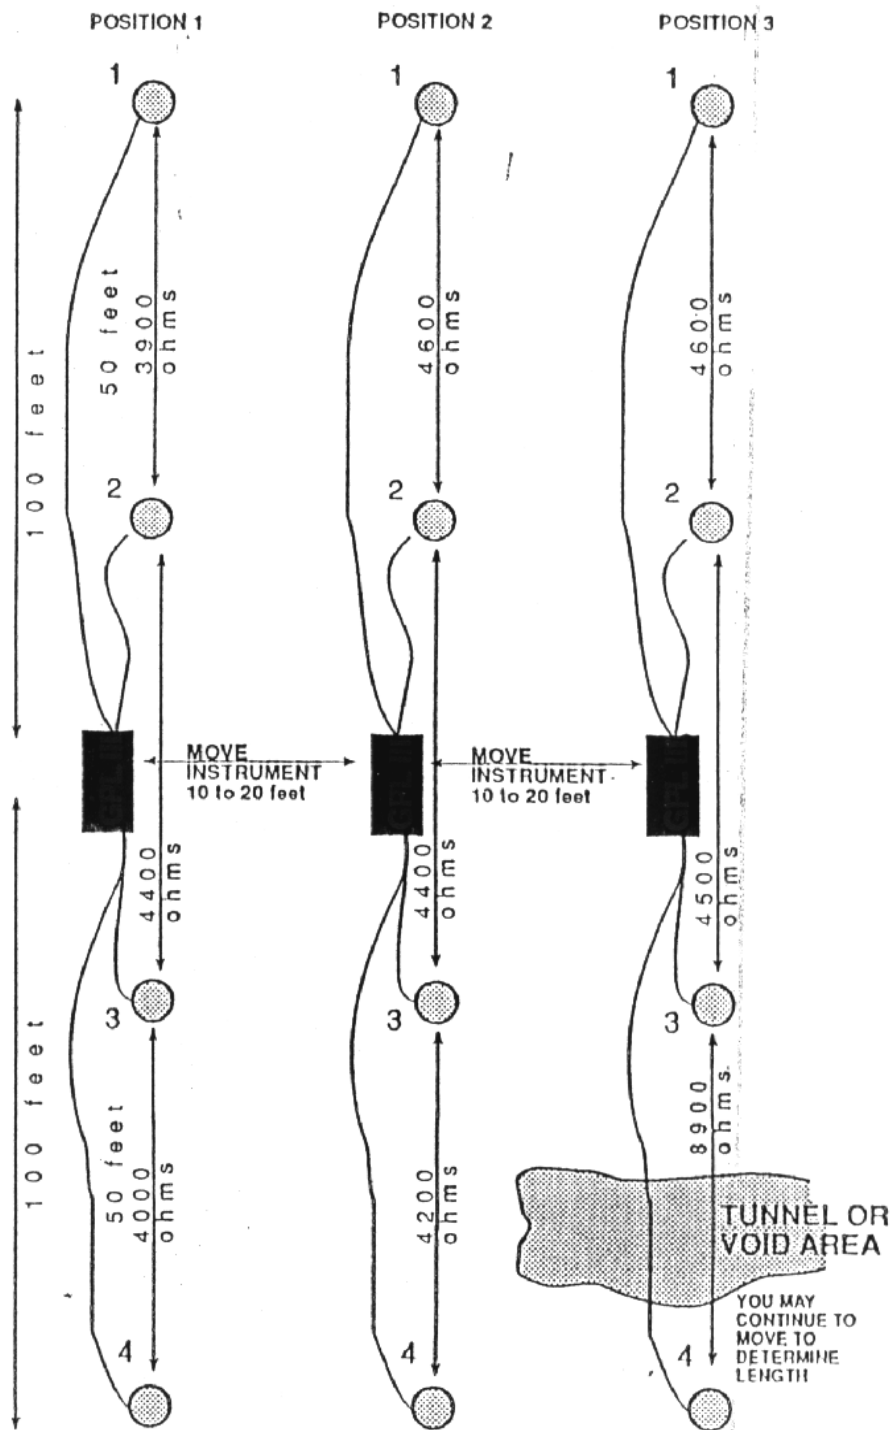 POSITION 1
POSITION 2
POSITION 3
1
1
1
100 feet
50 feet
3900
ohms
4600
ohms
4600
ohms
2
2
2
MOVE
INSTRUMENT
10 to 20 feet
MOVE
INSTRUMENT
10 to 20 feet
4400
ohms
4400
ohms
4500
ohms
3
3
3
100 feet
50 feet
4000
ohms
4200
ohms
8900
ohms
TUNNEL OR
VOID AREA
YOU MAY
CONTINUE TO
MOVE TO
DETERMINE
LENGTH
4
4
4